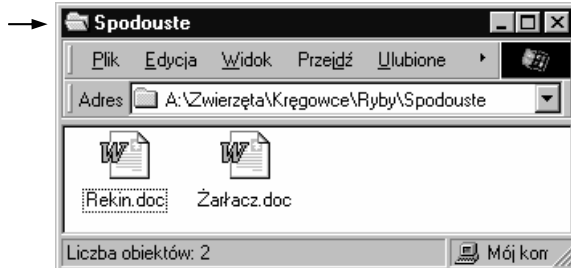 Spodouste
Plik Edycja Widok Przejdź Ulubione
Adres A:\Zwierzęta\Kręgowce\Ryby\Spodouste
Rekin.doc Żarłacz.doc
Liczba obiektów: 2 Mój kom